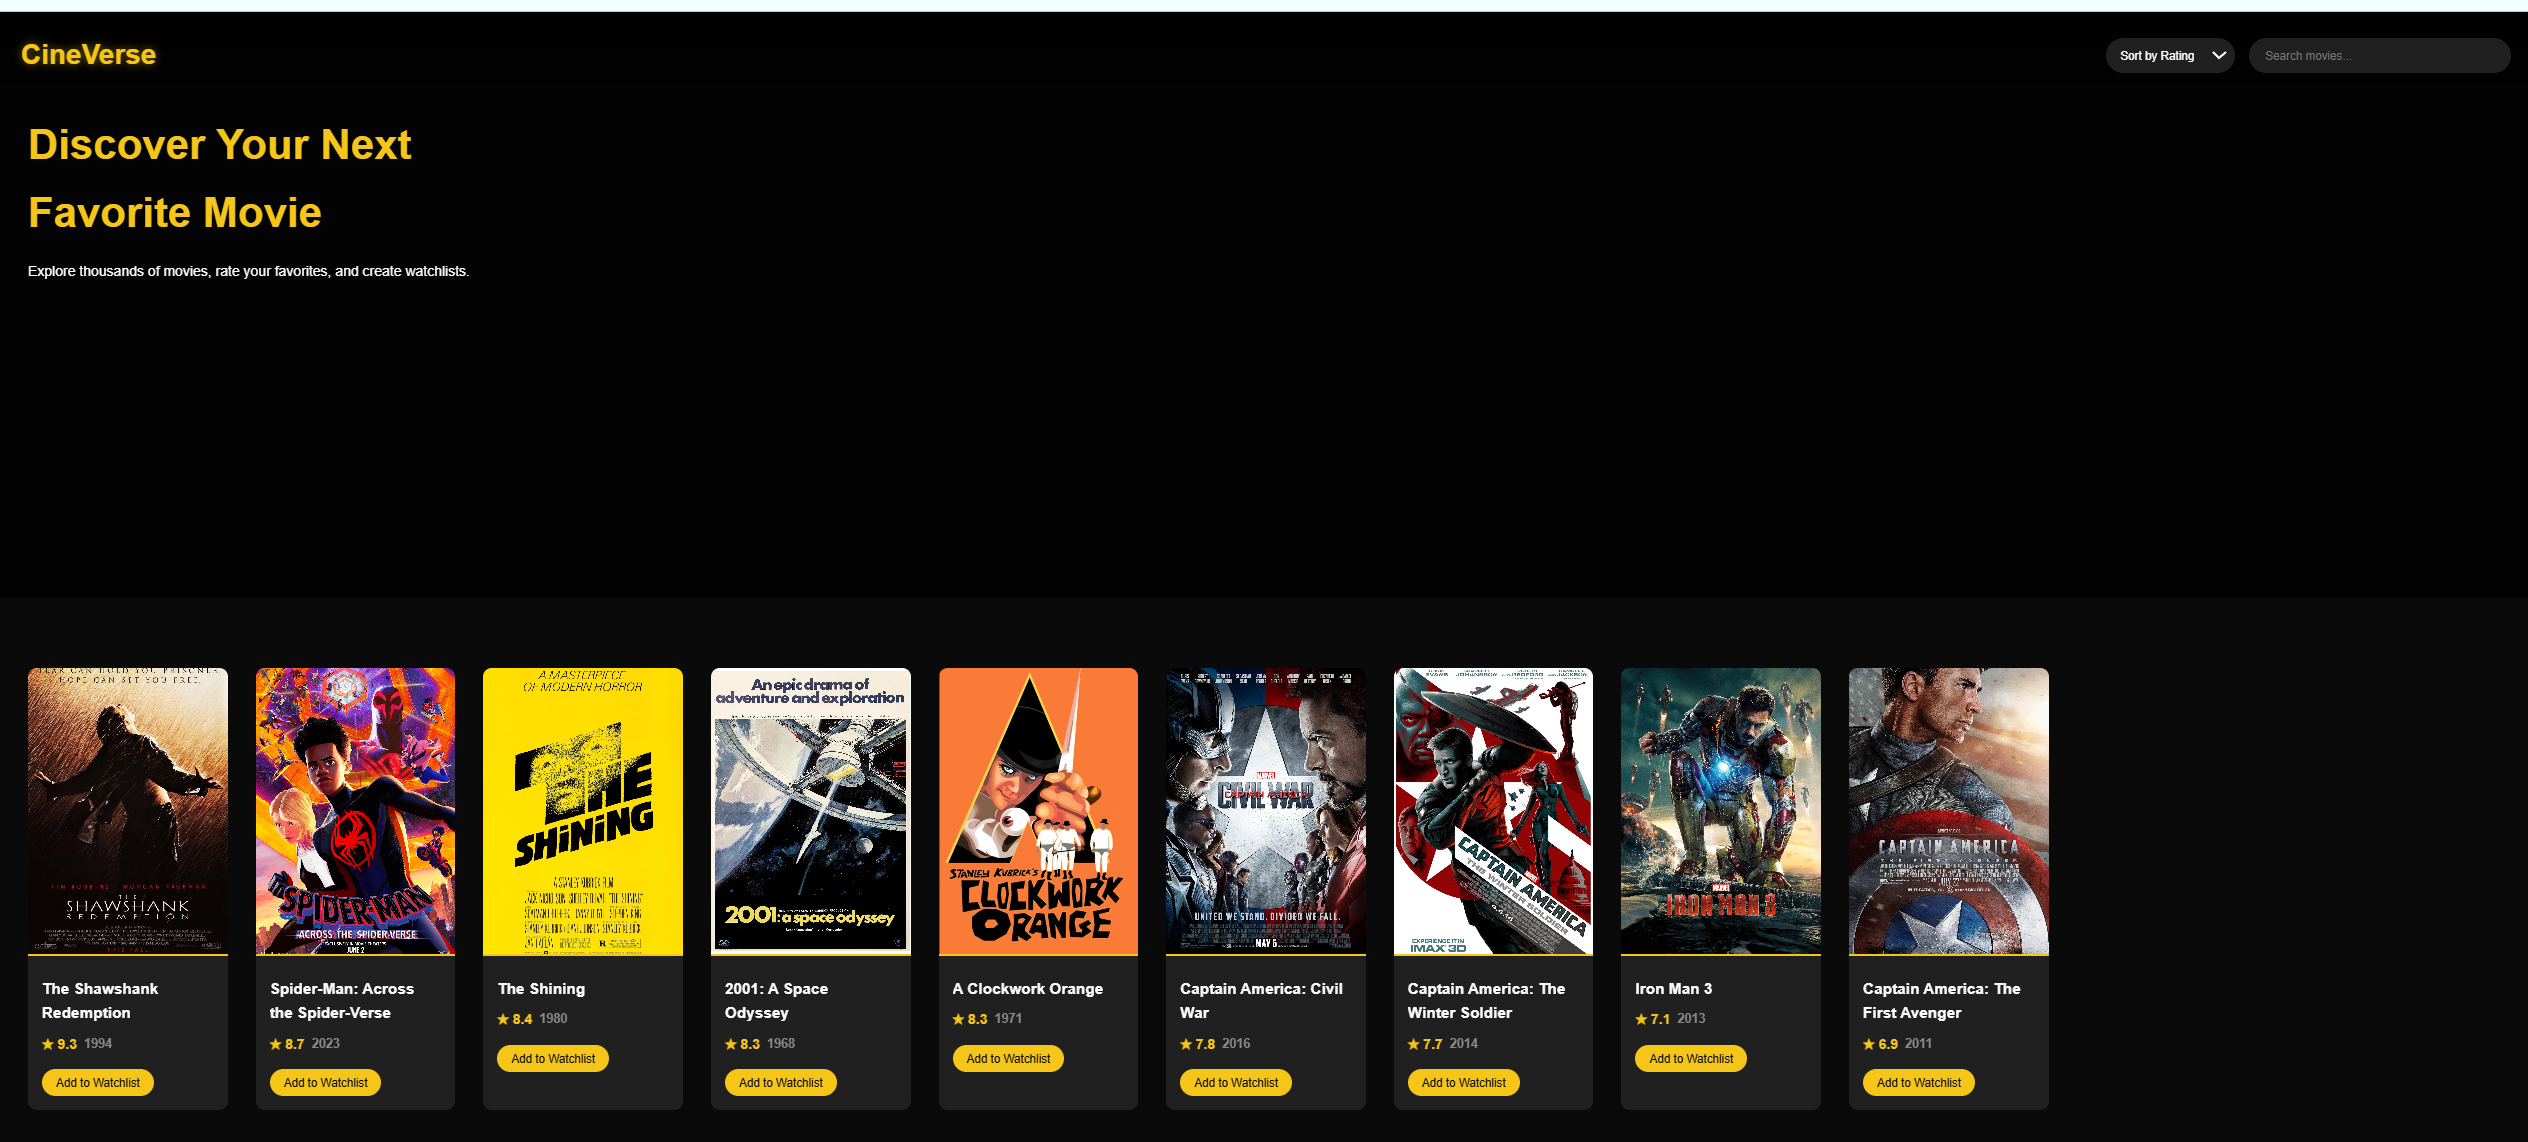 CineVerse
Sort by Rating
Search movies...
Discover Your Next
Favorite Movie
Explore thousands of movies, rate your favorites, and create watchlists.
HOPE CAN SET YOU FREE.
TIM ROBBINS MORGAN FREEMAN
THE
SHAWSHANK
REDEMPTION
SPIDER-MAN
ACROSS THE SPIDER-VERSE
JUNE 2
A MASTERPIECE
OF MODERN HORROR
THE
SHiNiNG
A STANLEY KUBRICK FILM
An epic drama of
adventure and exploration
2001: a space odyssey
STANLEY KUBRICK'S
CLOCKWORK
ORANGE
MARVEL
CAPTAIN AMERICA
CIVIL WAR
UNITED WE STAND. DIVIDED WE FALL.
MAY 6
CAPTAIN AMERICA
THE WINTER SOLDIER
EXPERIENCE IT IN
IMAX 3D
MARVEL
IRON MAN 3
CAPTAIN AMERICA
THE FIRST AVENGER
The Shawshank
Redemption
★ 9.3 1994
Add to Watchlist
Spider-Man: Across
the Spider-Verse
★ 8.7 2023
Add to Watchlist
The Shining
★ 8.4 1980
Add to Watchlist
2001: A Space
Odyssey
★ 8.3 1968
Add to Watchlist
A Clockwork Orange
★ 8.3 1971
Add to Watchlist
Captain America: Civil
War
★ 7.8 2016
Add to Watchlist
Captain America: The
Winter Soldier
★ 7.7 2014
Add to Watchlist
Iron Man 3
★ 7.1 2013
Add to Watchlist
Captain America: The
First Avenger
★ 6.9 2011
Add to Watchlist